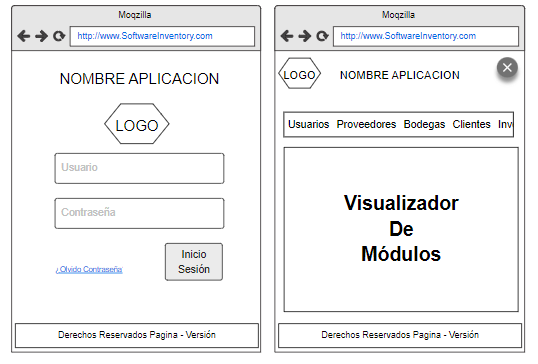 Moqzilla
http://www.SoftwareInventory.com
NOMBRE APLICACION
LOGO
Usuario
Contraseña
¿Olvido Contraseña
Inicio
Sesión
Derechos Reservados Pagina - Versión
Moqzilla
http://www.SoftwareInventory.com
LOGO
NOMBRE APLICACION
Usuarios Proveedores Bodegas Clientes Inv
Visualizador
De
Módulos
Derechos Reservados Pagina - Versión